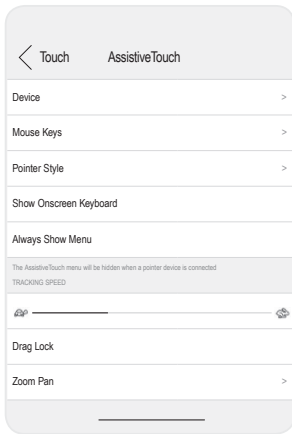 Touch AssistiveTouch
Device >
Mouse Keys >
Pointer Style >
Show Onscreen Keyboard
Always Show Menu
The AssistiveTouch menu will be hidden when a pointer device is connected
TRACKING SPEED
Drag Lock
Zoom Pan >